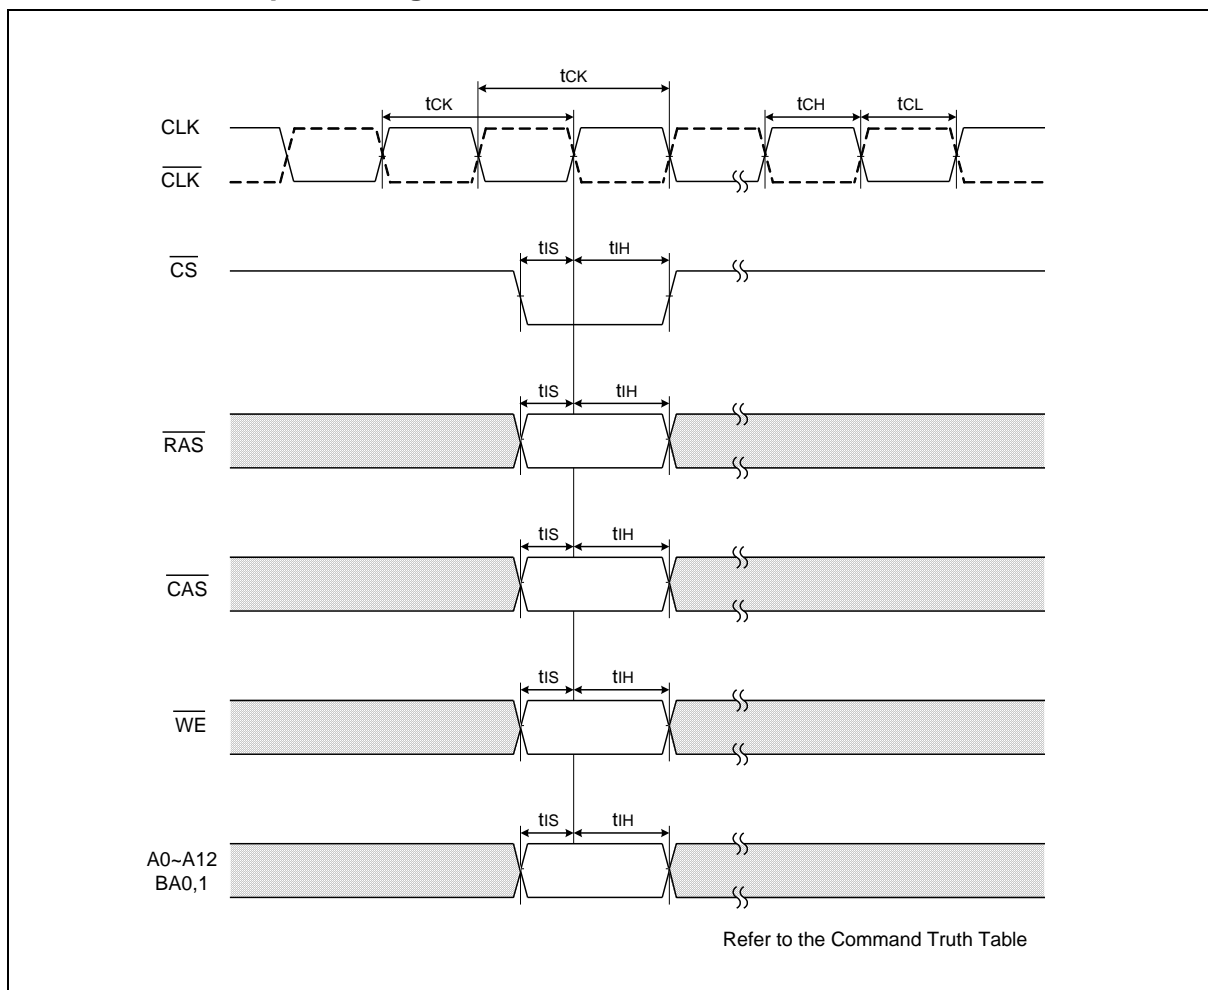 tCK
tCK
tCH
tCL
CLK
CLK
tIS
tIH
CS
tIS
tIH
RAS
tIS
tIH
CAS
tIS
tIH
WE
tIS
tIH
A0~A12
BA0,1
Refer to the Command Truth Table